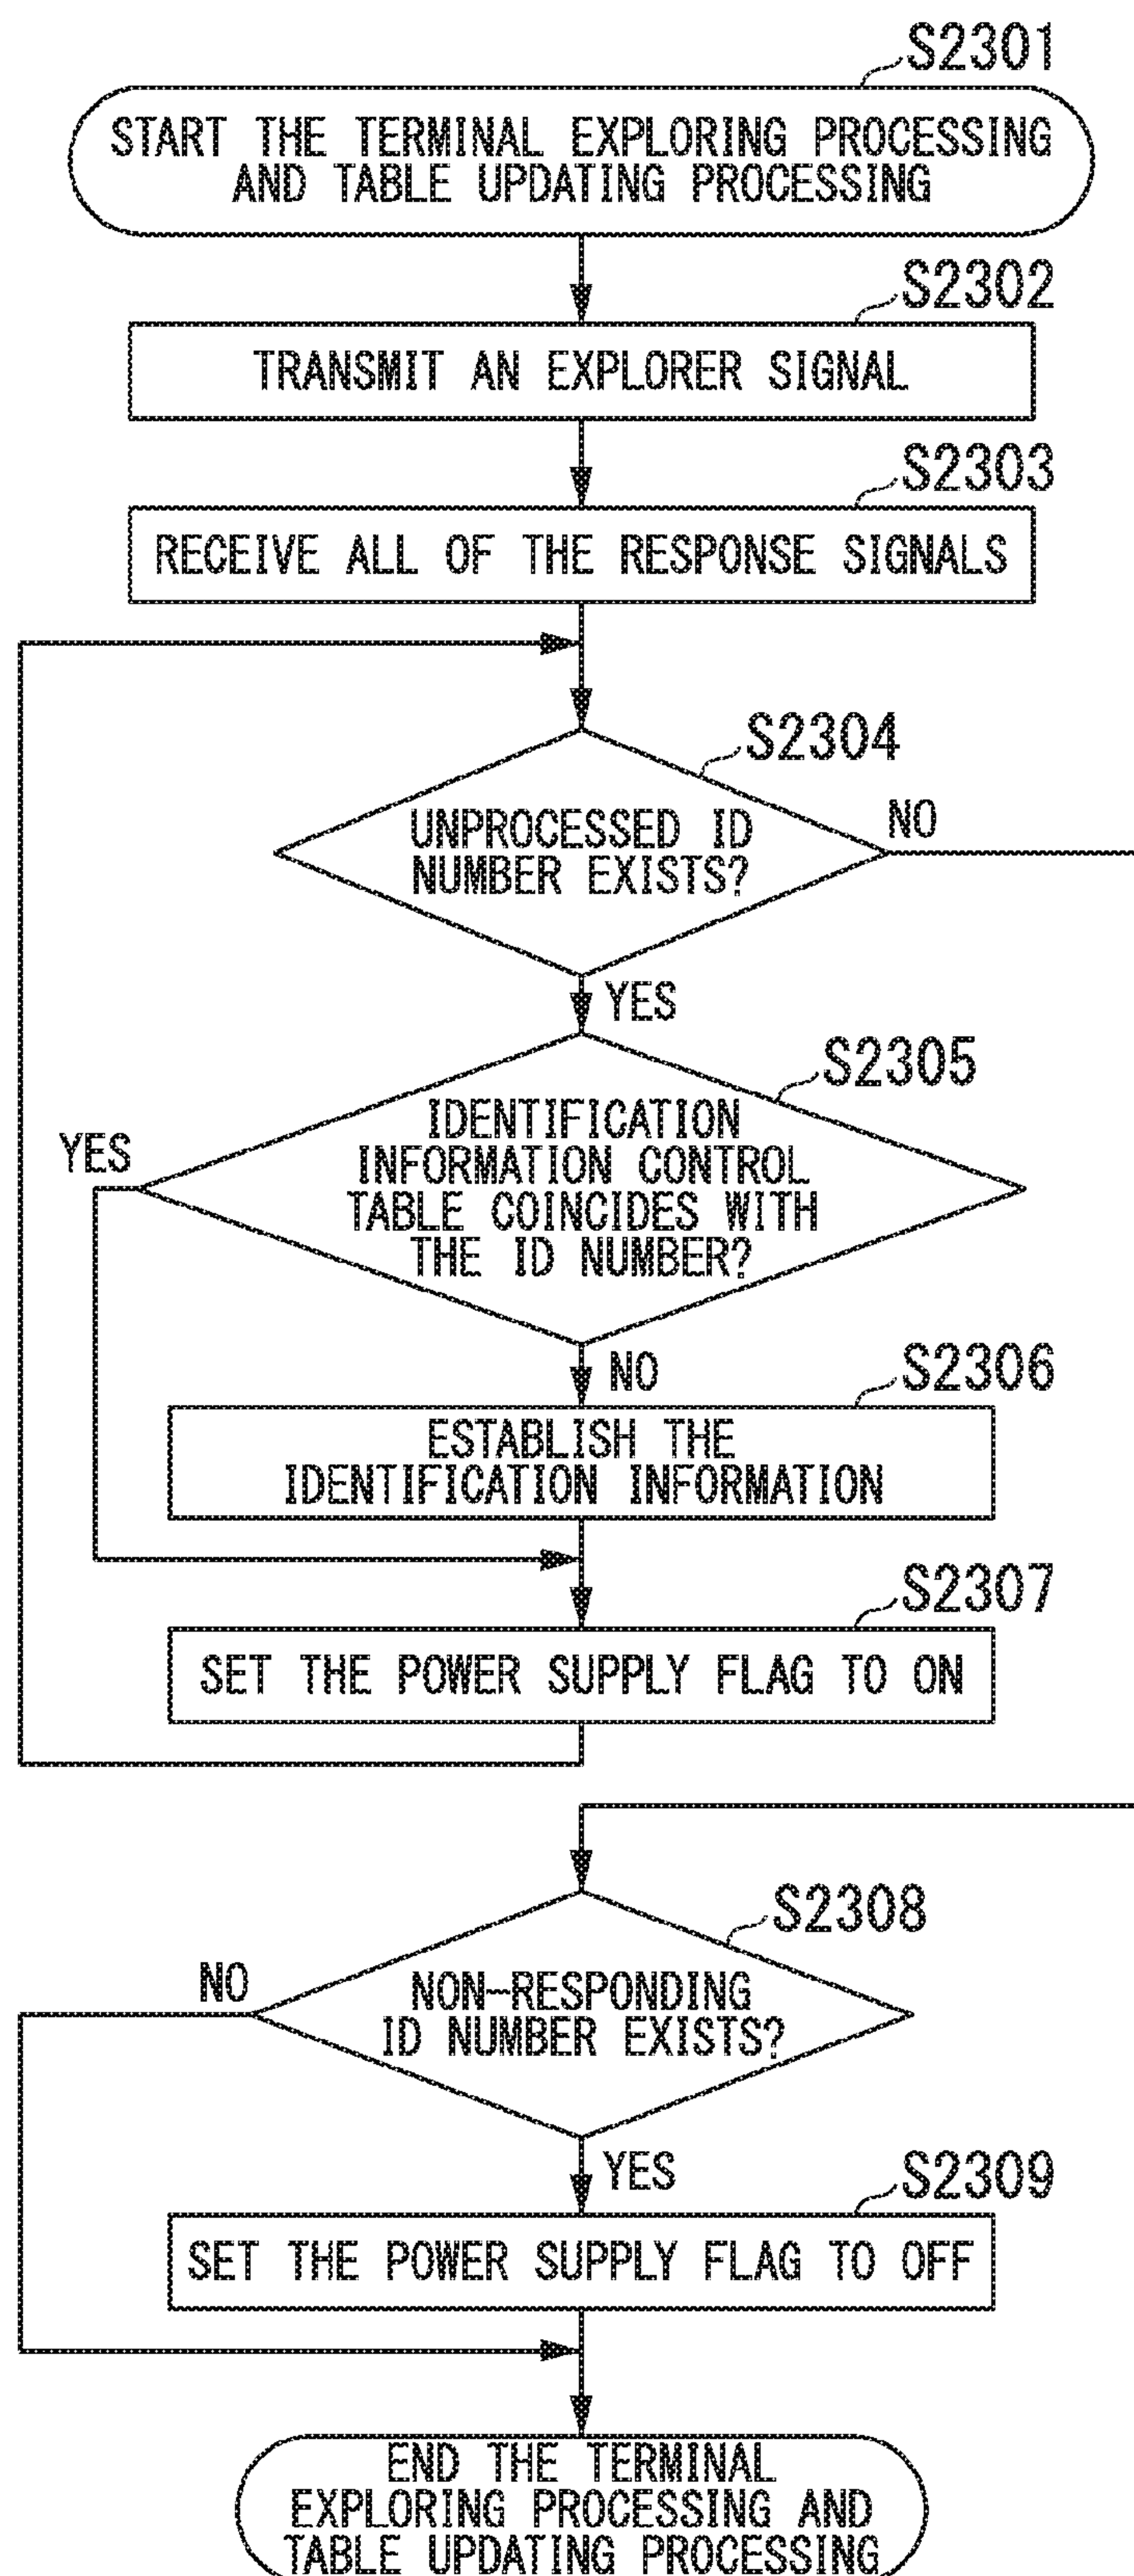 S2301
START THE TERMINAL EXPLORING PROCESSING
AND TABLE UPDATING PROCESSING
S2302
TRANSMIT AN EXPLORER SIGNAL
S2303
RECEIVE ALL OF THE RESPONSE SIGNALS
S2304
UNPROCESSED ID
NUMBER EXISTS?
NO
YES
S2305
IDENTIFICATION
INFORMATION CONTROL
TABLE COINCIDES WITH
THE ID NUMBER?
YES
NO
S2306
ESTABLISH THE
IDENTIFICATION INFORMATION
S2307
SET THE POWER SUPPLY FLAG TO ON
S2308
NON-RESPONDING
ID NUMBER EXISTS?
NO
YES
S2309
SET THE POWER SUPPLY FLAG TO OFF
END THE TERMINAL
EXPLORING PROCESSING AND
TABLE UPDATING PROCESSING